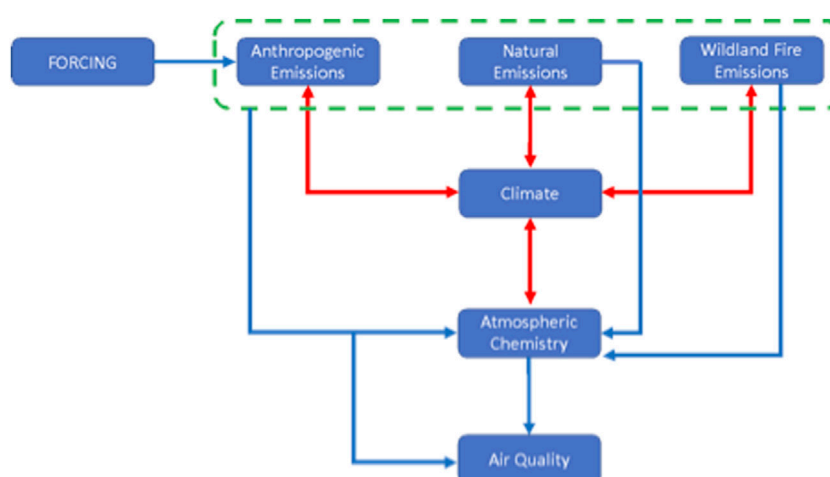 FORCING
Anthropogenic
Emissions
Natural
Emissions
Wildland Fire
Emissions
Climate
Atmospheric
Chemistry
Air Quality